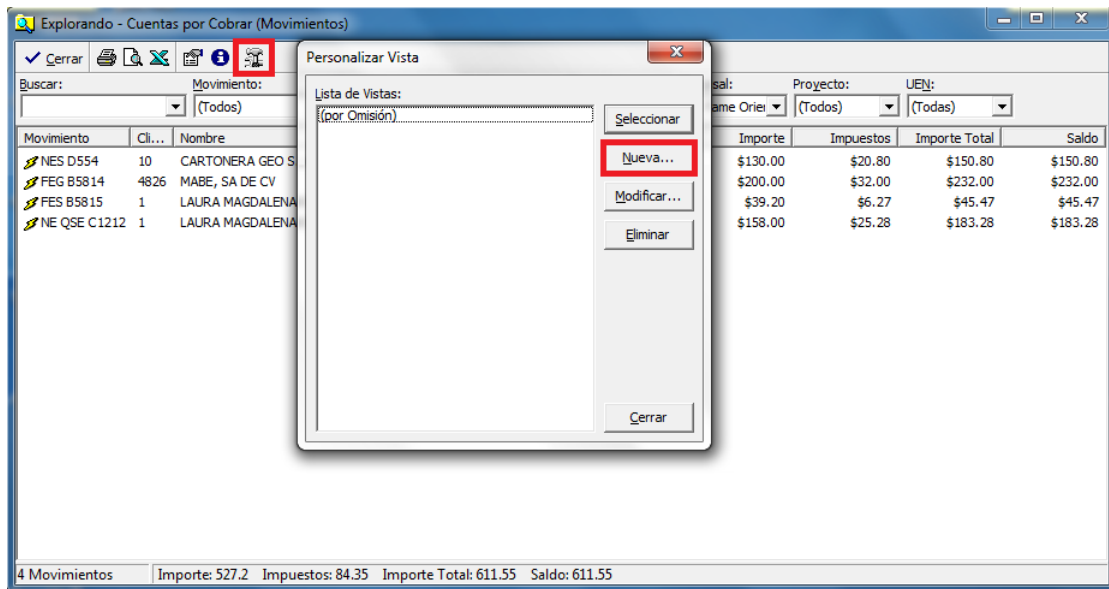 Explorando - Cuentas por Cobrar (Movimientos)
Cerrar
Buscar: Movimiento: Proyecto: UEN:
(Todos) (Todos) (Todas)
Movimiento Cli... Nombre Importe Impuestos Importe Total Saldo
NES D554 10 CARTONERA GEO S $130.00 $20.80 $150.80 $150.80
FEG B5814 4826 MABE, SA DE CV $200.00 $32.00 $232.00 $232.00
FES B5815 1 LAURA MAGDALENA $39.20 $6.27 $45.47 $45.47
NE QSE C1212 1 LAURA MAGDALENA $158.00 $25.28 $183.28 $183.28
Personalizar Vista
Lista de Vistas:
(por Omisión)
Seleccionar
Nueva...
Modificar...
Eliminar
Cerrar
4 Movimientos Importe: 527.2 Impuestos: 84.35 Importe Total: 611.55 Saldo: 611.55